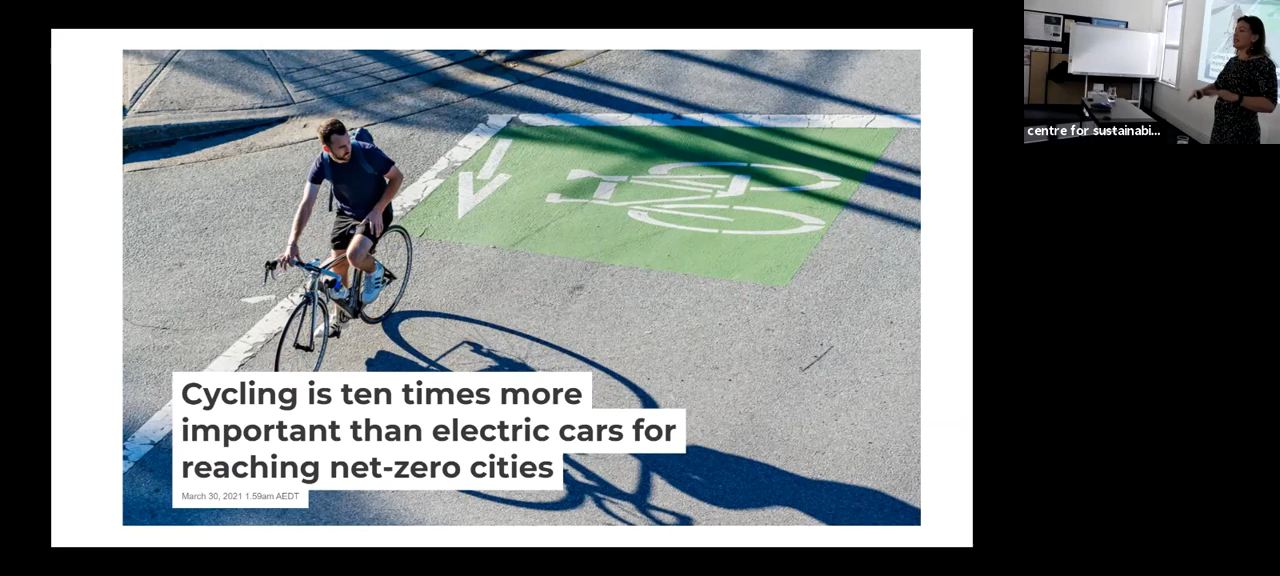 Cycling is ten times more
important than electric cars for
reaching net-zero cities
March 30, 2021 1.59am AEDT
centre for sustainabi...